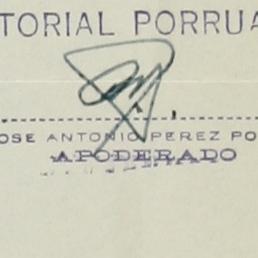 TORIAL PORRUA
OSE ANTONIO PEREZ PO
APODERADO